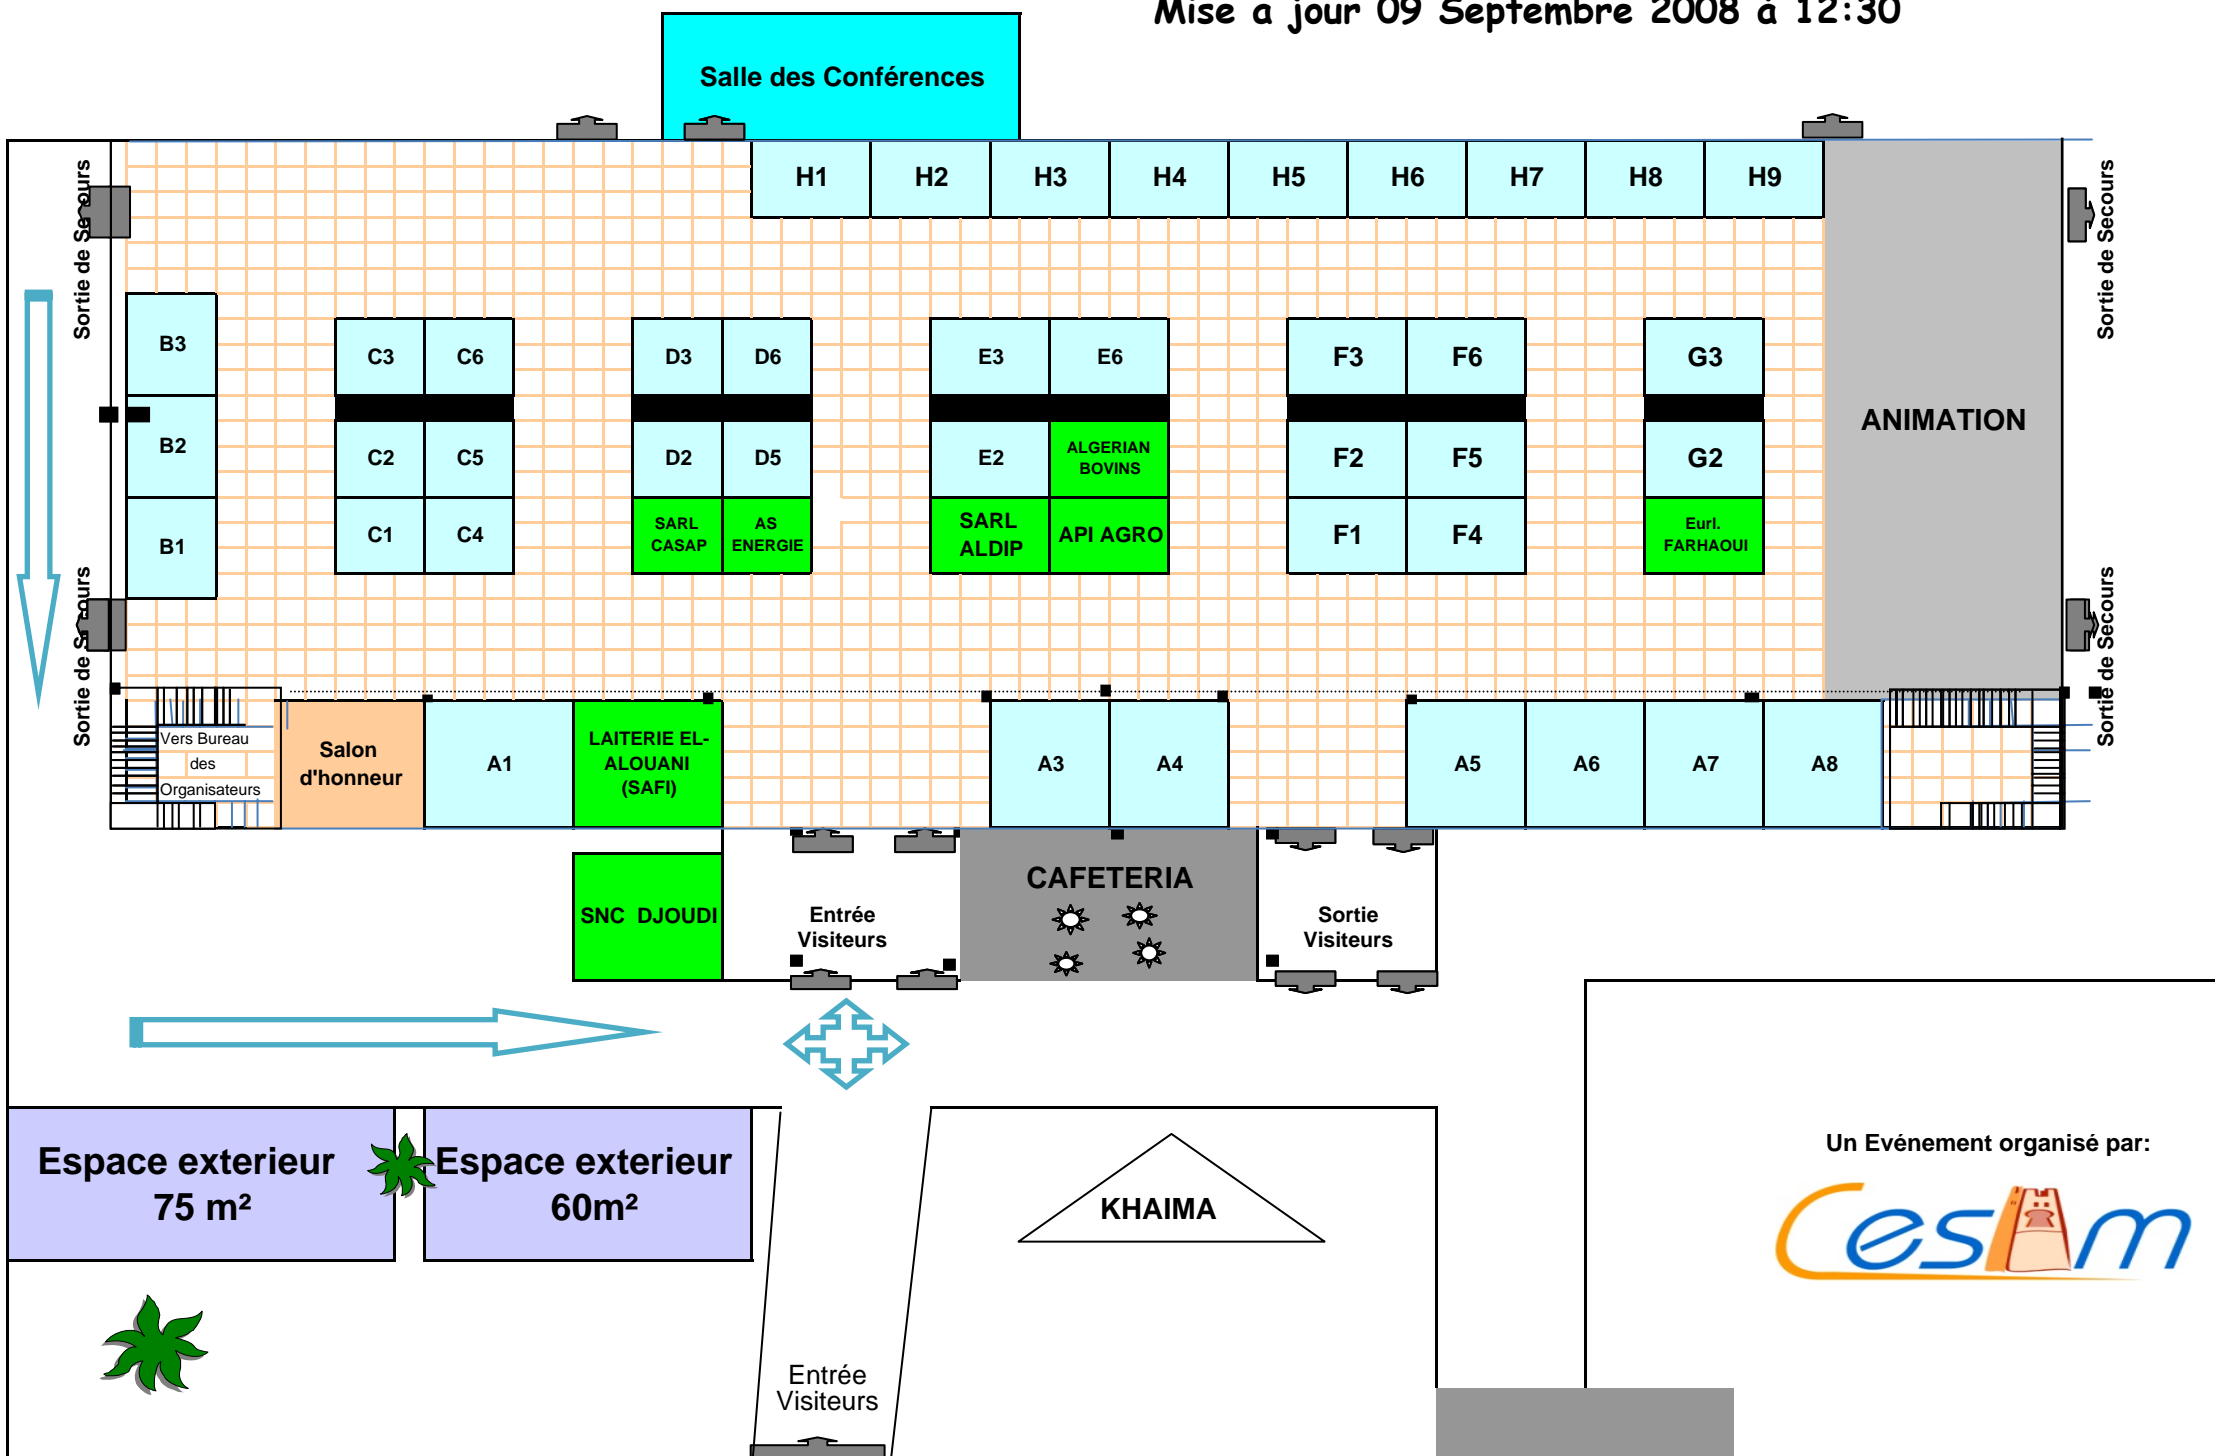 Mise a jour 09 Septembre 2008 à 12:30
Salle des Conférences
H1 H2 H3 H4 H5 H6 H7 H8 H9
Sortie de Secours
Sortie de Secours
B3
C3 C6 D3 D6 E3 E6 F3 F6 G3
ANIMATION
B2
C2 C5 D2 D5 E2
ALGERIAN
BOVINS
F2 F5 G2
B1
C1 C4
SARL
CASAP
AS
ENERGIE
SARL
ALDIP
API AGRO
F1 F4
Eurl.
FARHAOUI
Sortie de Secours
Sortie de Secours
Vers Bureau
des
Organisateurs
Salon
d'honneur
A1
LAITERIE EL-
ALOUANI
(SAFI)
A3 A4 A5 A6 A7 A8
SNC DJOUDI
Entrée
Visiteurs
CAFETERIA
Sortie
Visiteurs
Espace exterieur
75 m²
Espace exterieur
60m²
KHAIMA
Un Evénement organisé par:
Cesam
Entrée
Visiteurs